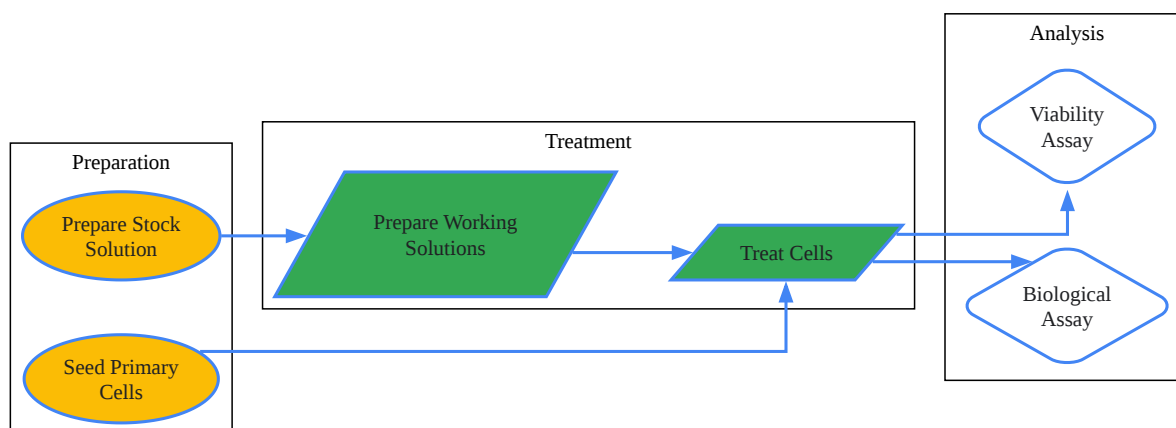 Preparation
Prepare Stock
Solution
Seed Primary
Cells
Treatment
Prepare Working
Solutions
Treat Cells
Analysis
Viability
Assay
Biological
Assay